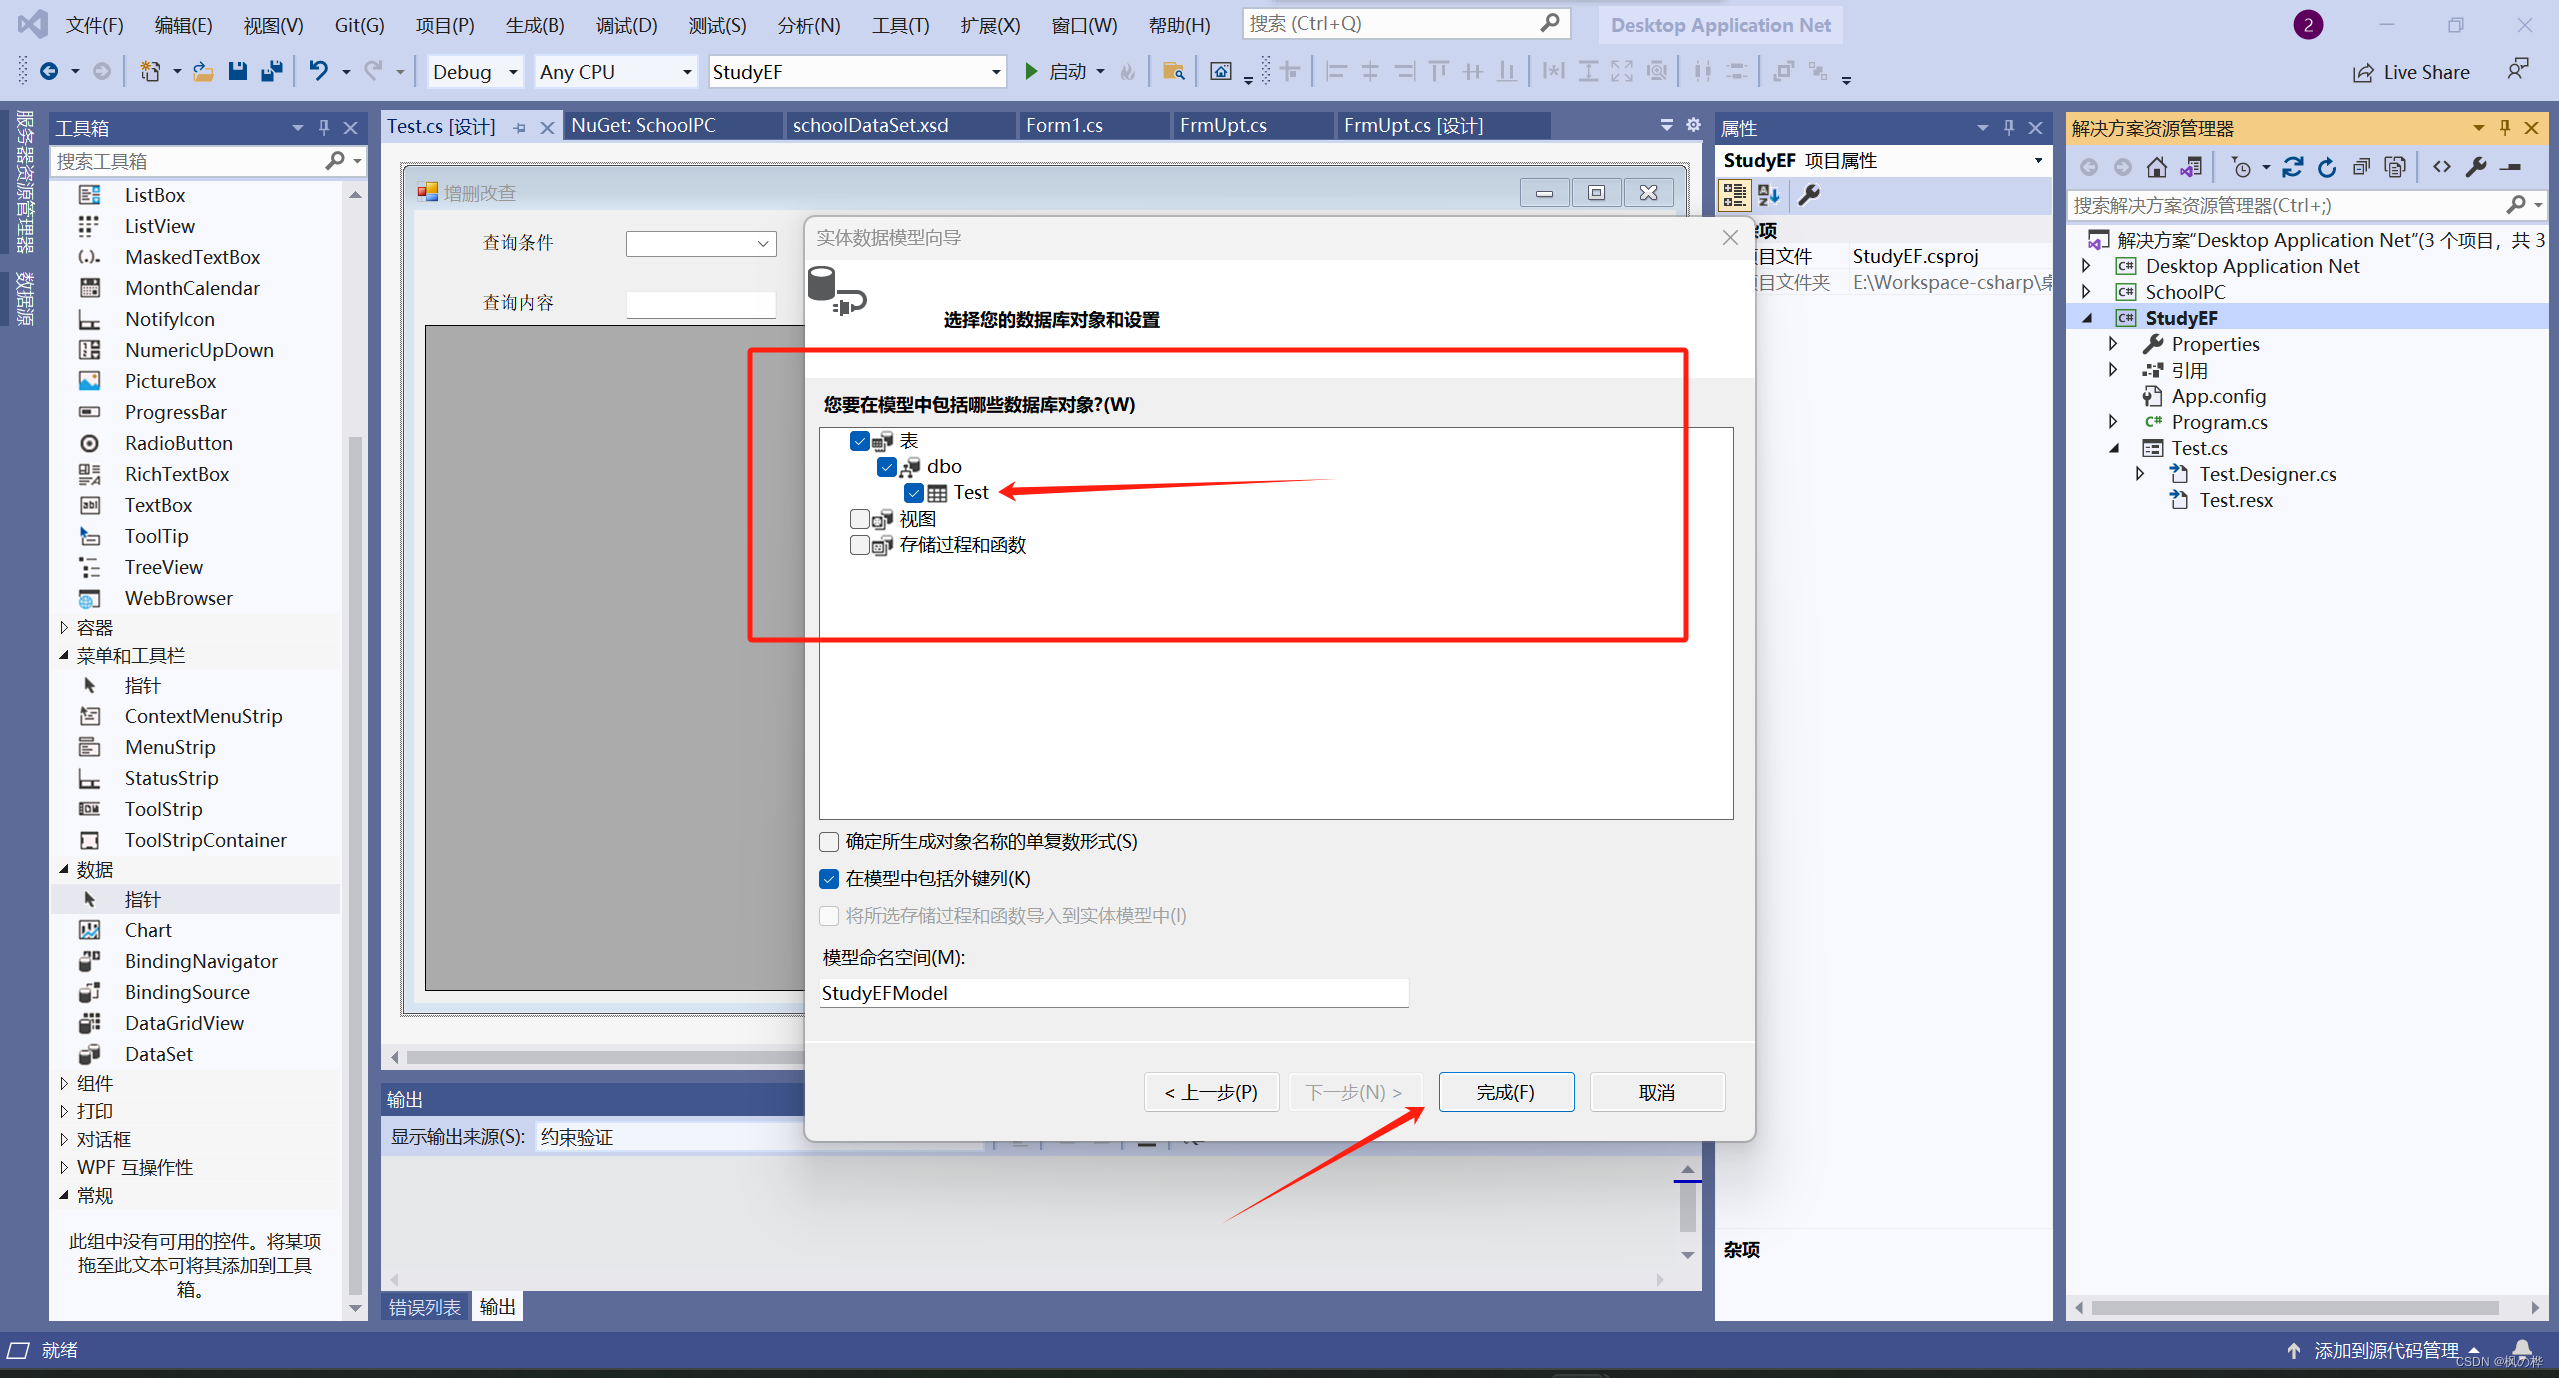 文件(F) 编辑(E) 视图(V) Git(G) 项目(P) 生成(B) 调试(D) 测试(S) 分析(N) 工具(T) 扩展(X) 窗口(W) 帮助(H) 搜索 (Ctrl+Q) Desktop Application Net 2
Debug Any CPU StudyEF 启动 Live Share
服务器资源管理器
数据源
工具箱
搜索工具箱
ListBox
ListView
MaskedTextBox
MonthCalendar
NotifyIcon
NumericUpDown
PictureBox
ProgressBar
RadioButton
RichTextBox
TextBox
ToolTip
TreeView
WebBrowser
容器
菜单和工具栏
指针
ContextMenuStrip
MenuStrip
StatusStrip
ToolStrip
ToolStripContainer
数据
指针
Chart
BindingNavigator
BindingSource
DataGridView
DataSet
组件
打印
对话框
WPF 互操作性
常规
此组中没有可用的控件。将某项
拖至此文本可将其添加到工具
箱。
Test.cs [设计] NuGet: SchoolPC schoolDataSet.xsd Form1.cs FrmUpt.cs FrmUpt.cs [设计]
增删改查
查询条件
查询内容
实体数据模型向导
选择您的数据库对象和设置
您要在模型中包括哪些数据库对象?(W)
表
dbo
Test
视图
存储过程和函数
确定所生成对象名称的单复数形式(S)
在模型中包括外键列(K)
将所选存储过程和函数导入到实体模型中(I)
模型命名空间(M):
StudyEFModel
< 上一步(P) 下一步(N) > 完成(F) 取消
输出
显示输出来源(S): 约束验证
错误列表 输出
属性
StudyEF 项目属性
杂项
项目文件 StudyEF.csproj
项目文件夹 E:\Workspace-csharp\桌
杂项
解决方案资源管理器
搜索解决方案资源管理器(Ctrl+;)
解决方案"Desktop Application Net"(3 个项目，共 3
Desktop Application Net
SchoolPC
StudyEF
Properties
引用
App.config
Program.cs
Test.cs
Test.Designer.cs
Test.resx
就绪 添加到源代码管理
CSDN @枫の桦